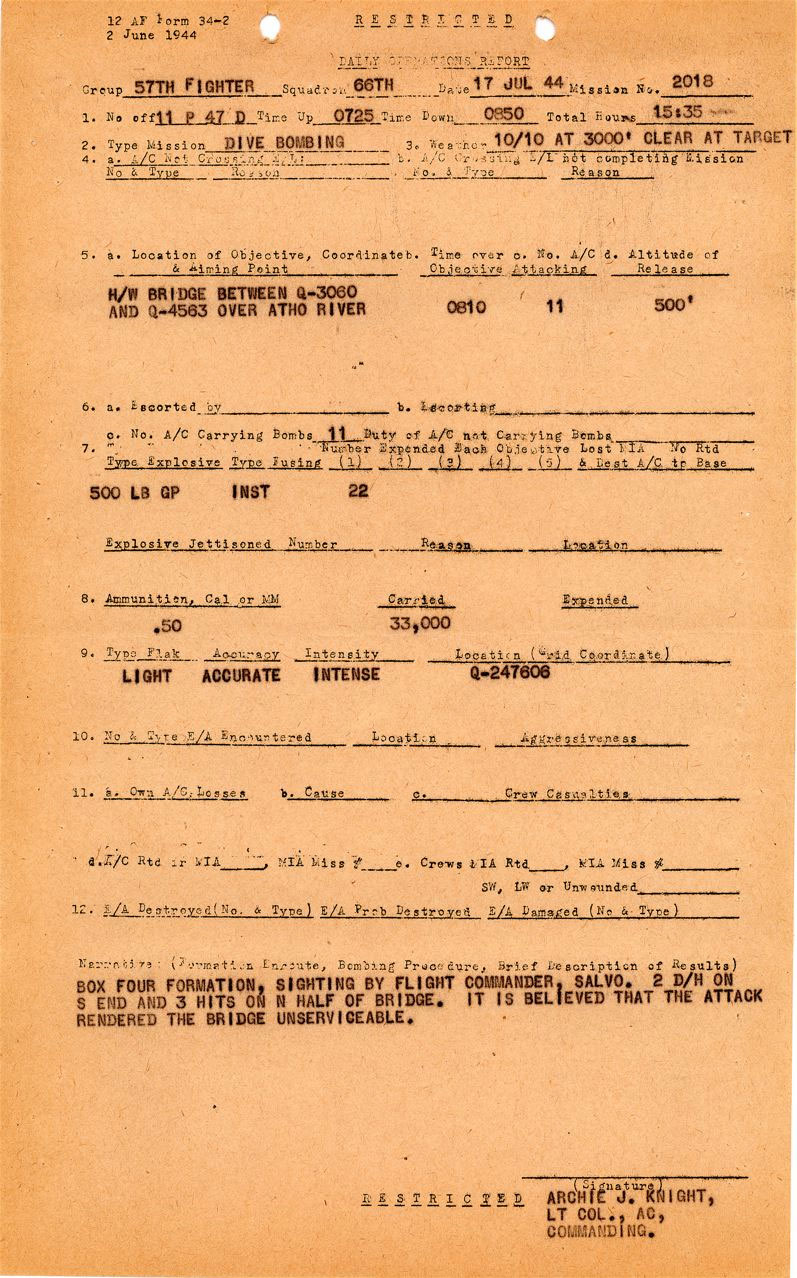 12 AF Form 34-2
2 June 1944
R E S T R I C T E D
DAILY OPERATIONS REPORT
Group 57TH FIGHTER Squadron 66TH Date 17 JUL 44 Mission No. 2018
1. No off 11 P 47 D Time Up 0725 Time Down 0850 Total Hours 15:35
2. Type Mission DIVE BOMBING 3. Weather 10/10 AT 3000' CLEAR AT TARGET
4. a. A/C Not Crossing E/L: b. A/C Crossing E/L not completing Mission
No & Type Reason No. & Type Reason
5. a. Location of Objective, Coordinate b. Time over c. No. A/C d. Altitude of
& Aiming Point Objective Attacking Release
H/W BRIDGE BETWEEN Q-3060
AND Q-4563 OVER ATHO RIVER 0810 11 500'
6. a. Escorted by b. Escorting
c. No. A/C Carrying Bombs 11 Duty of A/C not Carrying Bombs
7. Number Expended Each Objective Lost MIA No Rtd
Type Explosive Type Fusing (1) (2) (3) (4) (5) & Dest A/C to Base
500 LB GP INST 22
Explosive Jettisoned Number Reason Location
8. Ammunition, Cal or MM Carried Expended
.50 33,000
9. Type Flak Accuracy Intensity Location (Grid Coordinate)
LIGHT ACCURATE INTENSE Q-247606
10. No & Type E/A Encountered Location Aggressiveness
11. a. Own A/C Losses b. Cause c. Crew Casualties
d. A/C Rtd fr MIA , MIA Miss # e. Crews MIA Rtd , MIA Miss #
SW, LW or Unwounded
12. E/A Destroyed(No. & Type) E/A Prob Destroyed E/A Damaged (No & Type)
Narrative: (Formation Enroute, Bombing Procedure, Brief Description of Results)
BOX FOUR FORMATION, SIGHTING BY FLIGHT COMMANDER, SALVO. 2 D/H ON
S END AND 3 HITS ON N HALF OF BRIDGE. IT IS BELIEVED THAT THE ATTACK
RENDERED THE BRIDGE UNSERVICEABLE.
(Signature)
R E S T R I C T E D
ARCHIE J. KNIGHT,
LT COL., AC,
COMMANDING.